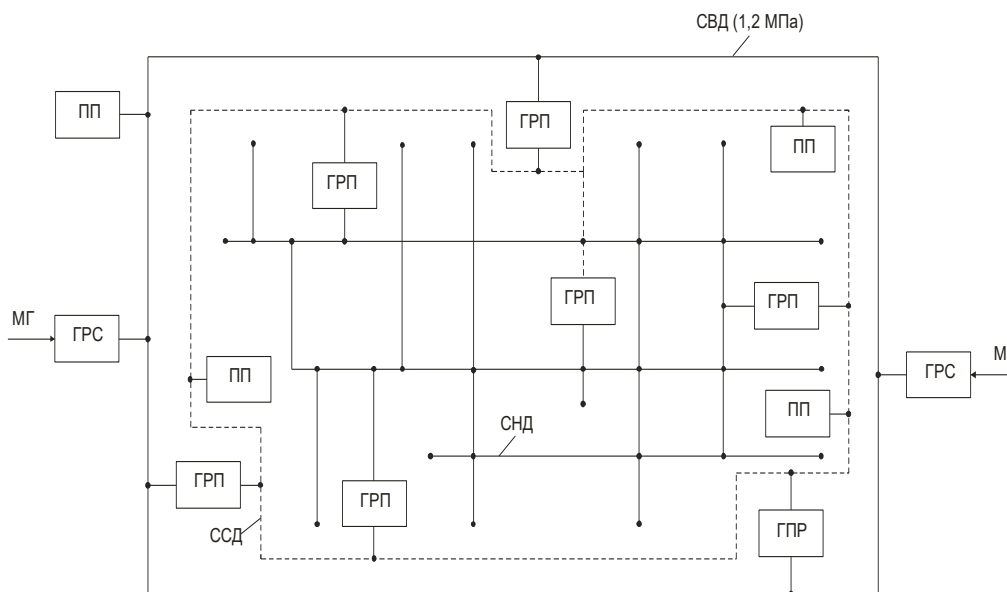 СВД (1,2 МПа)
ПП
ГРП
ПП
ГРП
ГРП
ГРП
МГ
ГРС
М
ГРС
ПП
ПП
СНД
ГРП
ГРП
ССД
ГПР